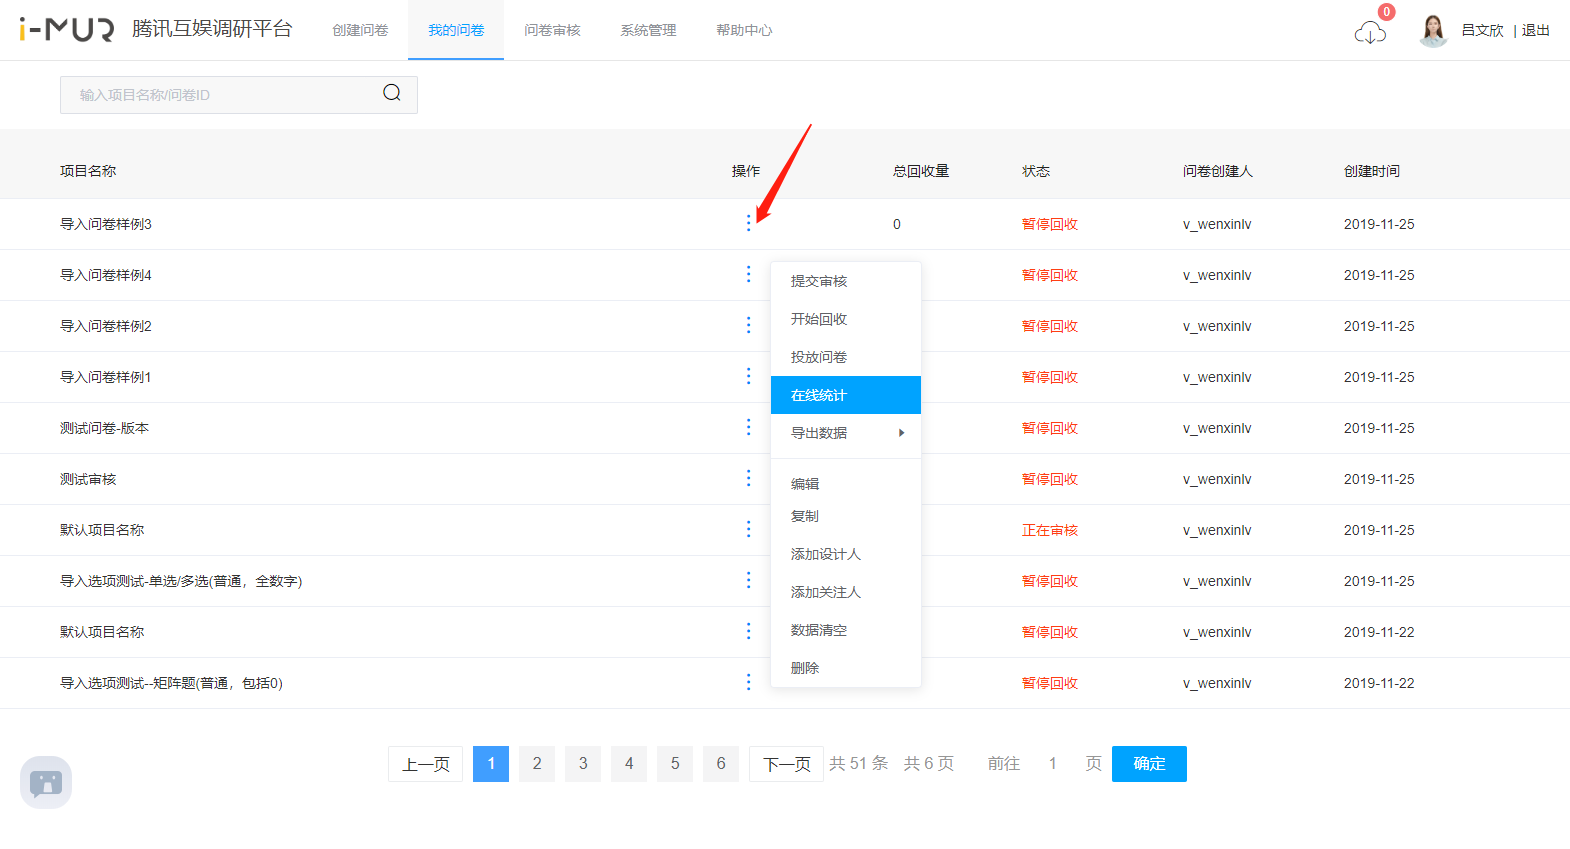 i-MUR 腾讯互娱调研平台 创建问卷 我的问卷 问卷审核 系统管理 帮助中心 0 吕文欣 | 退出
输入项目名称/问卷ID
项目名称 操作 总回收量 状态 问卷创建人 创建时间
导入问卷样例3 0 暂停回收 v_wenxinlv 2019-11-25
导入问卷样例4 暂停回收 v_wenxinlv 2019-11-25
导入问卷样例2 暂停回收 v_wenxinlv 2019-11-25
导入问卷样例1 暂停回收 v_wenxinlv 2019-11-25
测试问卷-版本 暂停回收 v_wenxinlv 2019-11-25
测试审核 暂停回收 v_wenxinlv 2019-11-25
默认项目名称 正在审核 v_wenxinlv 2019-11-25
导入选项测试-单选/多选(普通，全数字) 暂停回收 v_wenxinlv 2019-11-25
默认项目名称 暂停回收 v_wenxinlv 2019-11-22
导入选项测试--矩阵题(普通，包括0) 暂停回收 v_wenxinlv 2019-11-22
提交审核
开始回收
投放问卷
在线统计
导出数据
编辑
复制
添加设计人
添加关注人
数据清空
删除
上一页 1 2 3 4 5 6 下一页 共 51 条 共 6 页 前往 1 页 确定